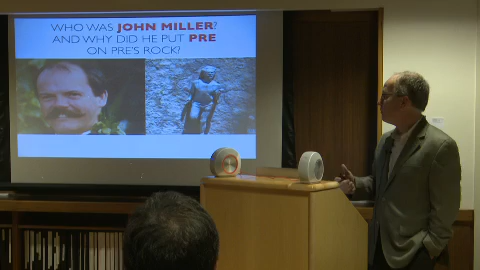 WHO WAS JOHN MILLER?
AND WHY DID HE PUT PRE
ON PRE'S ROCK?